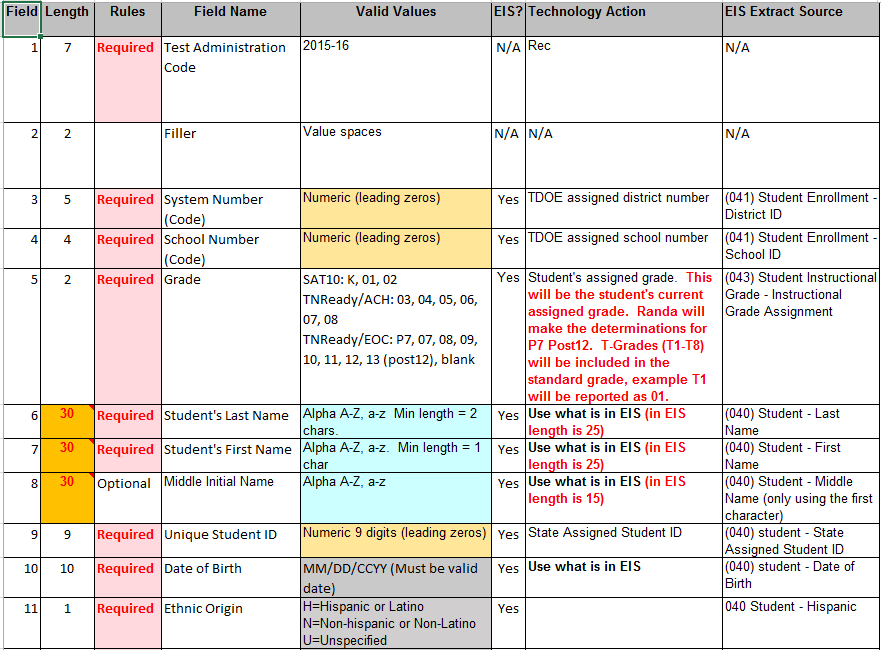 Field Length Rules Field Name Valid Values EIS? Technology Action EIS Extract Source
1 7 Required Test Administration Code 2015-16 N/A Rec N/A
2 2 Filler Value spaces N/A N/A N/A
3 5 Required System Number (Code) Numeric (leading zeros) Yes TDOE assigned district number (041) Student Enrollment - District ID
4 4 Required School Number (Code) Numeric (leading zeros) Yes TDOE assigned school number (041) Student Enrollment - School ID
5 2 Required Grade
SAT10: K, 01, 02
TNReady/ACH: 03, 04, 05, 06,
07, 08
TNReady/EOC: P7, 07, 08, 09,
10, 11, 12, 13 (post12), blank
Yes
Student's assigned grade. This
will be the student's current
assigned grade. Randa will
make the determinations for
P7 Post12. T-Grades (T1-T8)
will be included in the
standard grade, example T1
will be reported as 01.
(043) Student Instructional
Grade - Instructional
Grade Assignment
6 30 Required Student's Last Name
Alpha A-Z, a-z Min length = 2
chars.
Yes
Use what is in EIS (in EIS
length is 25)
(040) Student - Last
Name
7 30 Required Student's First Name
Alpha A-Z, a-z. Min length = 1
char
Yes
Use what is in EIS (in EIS
length is 25)
(040) Student - First
Name
8 30 Optional Middle Initial Name
Alpha A-Z, a-z
Yes
Use what is in EIS (in EIS
length is 15)
(040) Student - Middle
Name (only using the first
character)
9 9 Required Unique Student ID
Numeric 9 digits (leading zeros)
Yes
State Assigned Student ID
(040) student - State
Assigned Student ID
10 10 Required Date of Birth
MM/DD/CCYY (Must be valid
date)
Yes
Use what is in EIS
(040) student - Date of
Birth
11 1 Required Ethnic Origin
H=Hispanic or Latino
N=Non-hispanic or Non-Latino
U=Unspecified
Yes
040 Student - Hispanic